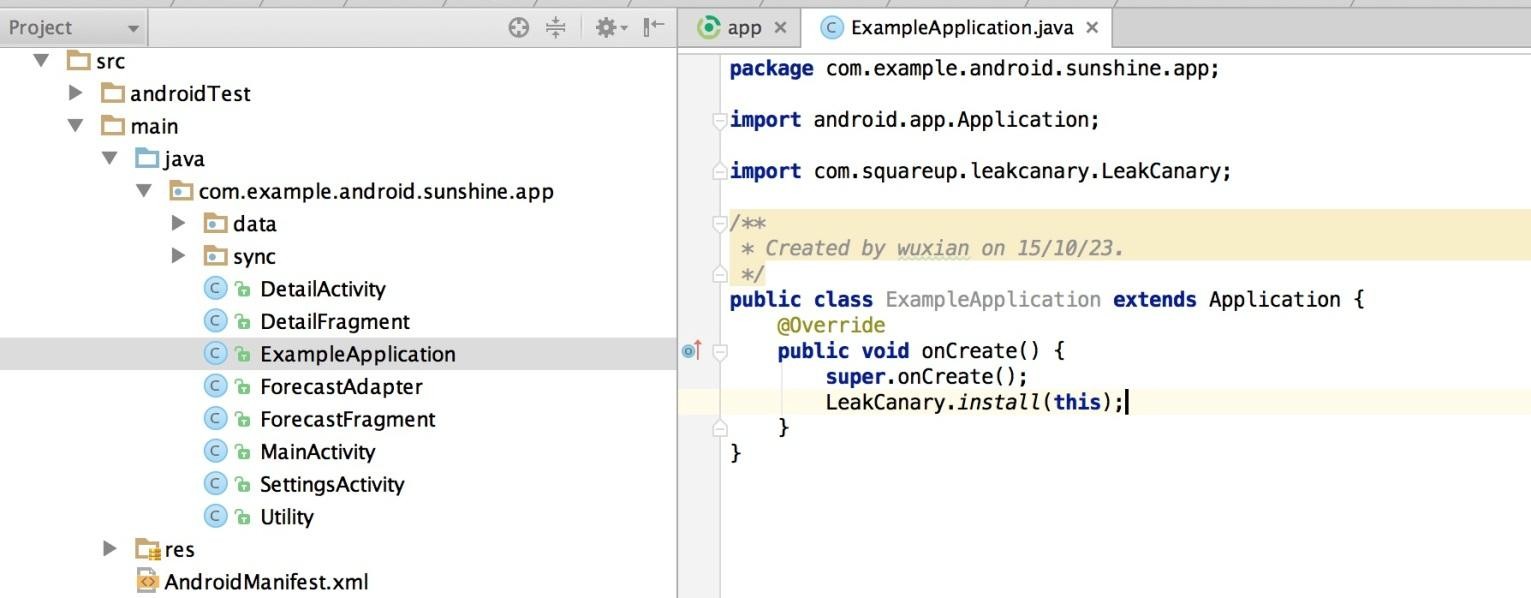 Project
src
androidTest
main
java
com.example.android.sunshine.app
data
sync
DetailActivity
DetailFragment
ExampleApplication
ForecastAdapter
ForecastFragment
MainActivity
SettingsActivity
Utility
res
AndroidManifest.xml
app
ExampleApplication.java
package com.example.android.sunshine.app;
import android.app.Application;
import com.squareup.leakcanary.LeakCanary;
/**
 * Created by wuxian on 15/10/23.
 */
public class ExampleApplication extends Application {
    @Override
    public void onCreate() {
        super.onCreate();
        LeakCanary.install(this);
    }
}